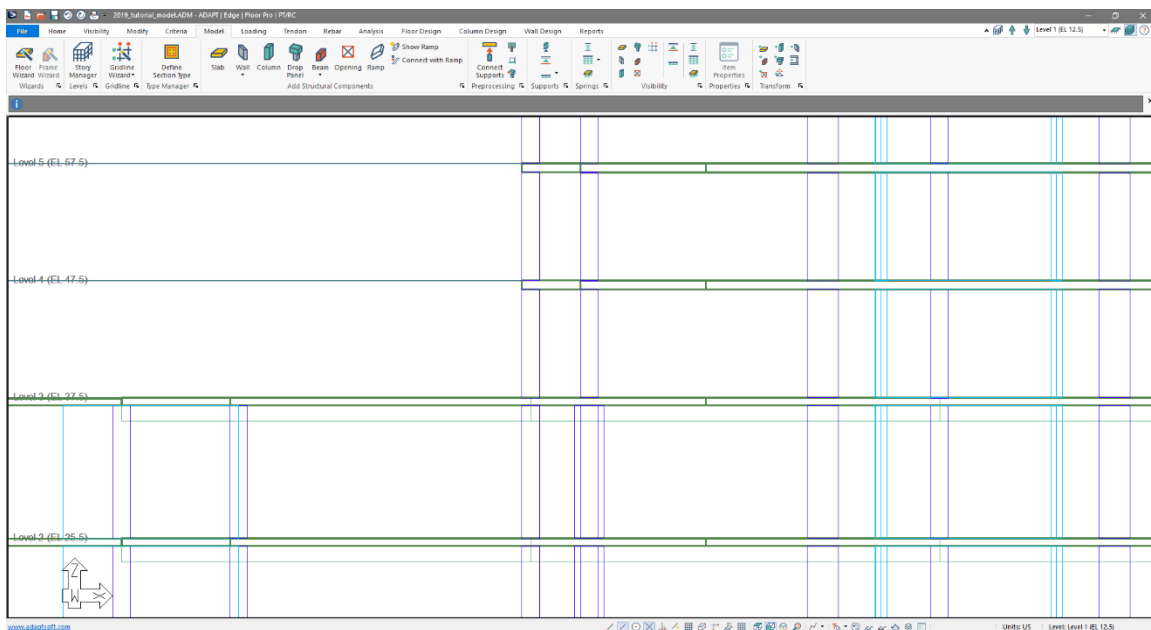 2019_tutorial_model.ADM - ADAPT | Edge | Floor Pro | PT/RC
File Home Visibility Modify Criteria Model Loading Tendon Rebar Analysis Floor Design Column Design Wall Design Reports Level 1 (EL 12.5)
Floor Wizard Frame Wizard Story Manager Gridline Wizard Define Section Type Slab Wall Column Drop Panel Beam Opening Ramp Show Ramp Connect with Ramp Connect Supports Item Properties
Wizards Levels Gridline Type Manager Add Structural Components Preprocessing Supports Springs Visibility Properties Transform
Level 5 (EL 57.5)
Level 4 (EL 47.5)
Level 3 (EL 37.5)
Level 2 (EL 25.5)
Z
W X
www.adaptsoft.com Units: US Level: Level 1 (EL 12.5)